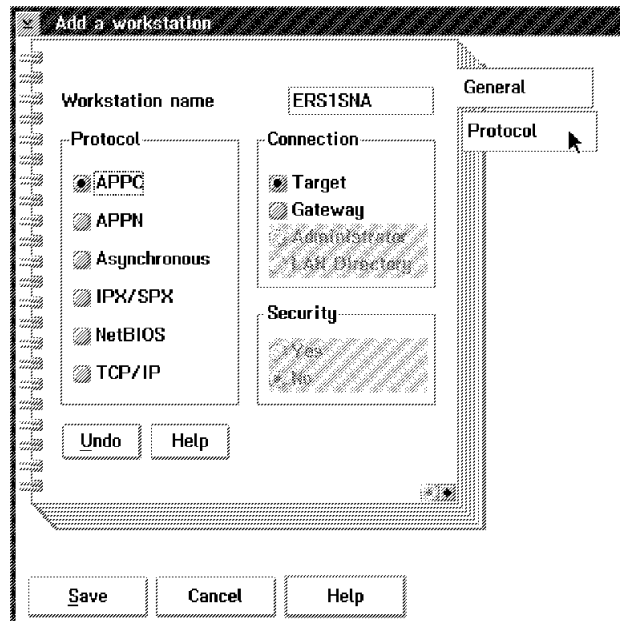 Add a workstation
General
Protocol
Workstation name ERS1SNA
Protocol
APPC
APPN
Asynchronous
IPX/SPX
NetBIOS
TCP/IP
Connection
Target
Gateway
Administrator
LAN Directory
Security
Yes
No
Undo Help
Save Cancel Help